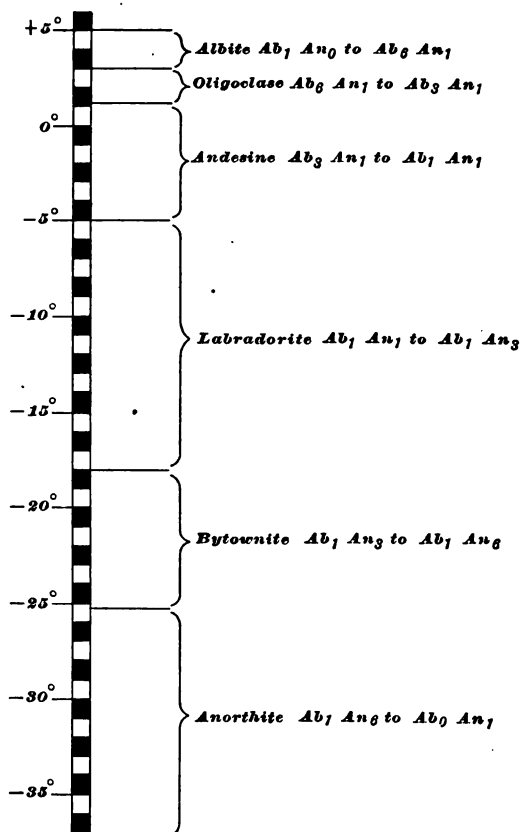 +5°
Albite Ab₁ An₀ to Ab₆ An₁
Oligoclase Ab₆ An₁ to Ab₃ An₁
0°
Andesine Ab₃ An₁ to Ab₁ An₁
−5°
−10°
Labradorite Ab₁ An₁ to Ab₁ An₃
−15°
−20°
Bytownite Ab₁ An₃ to Ab₁ An₆
−25°
−30°
Anorthite Ab₁ An₆ to Ab₀ An₁
−35°